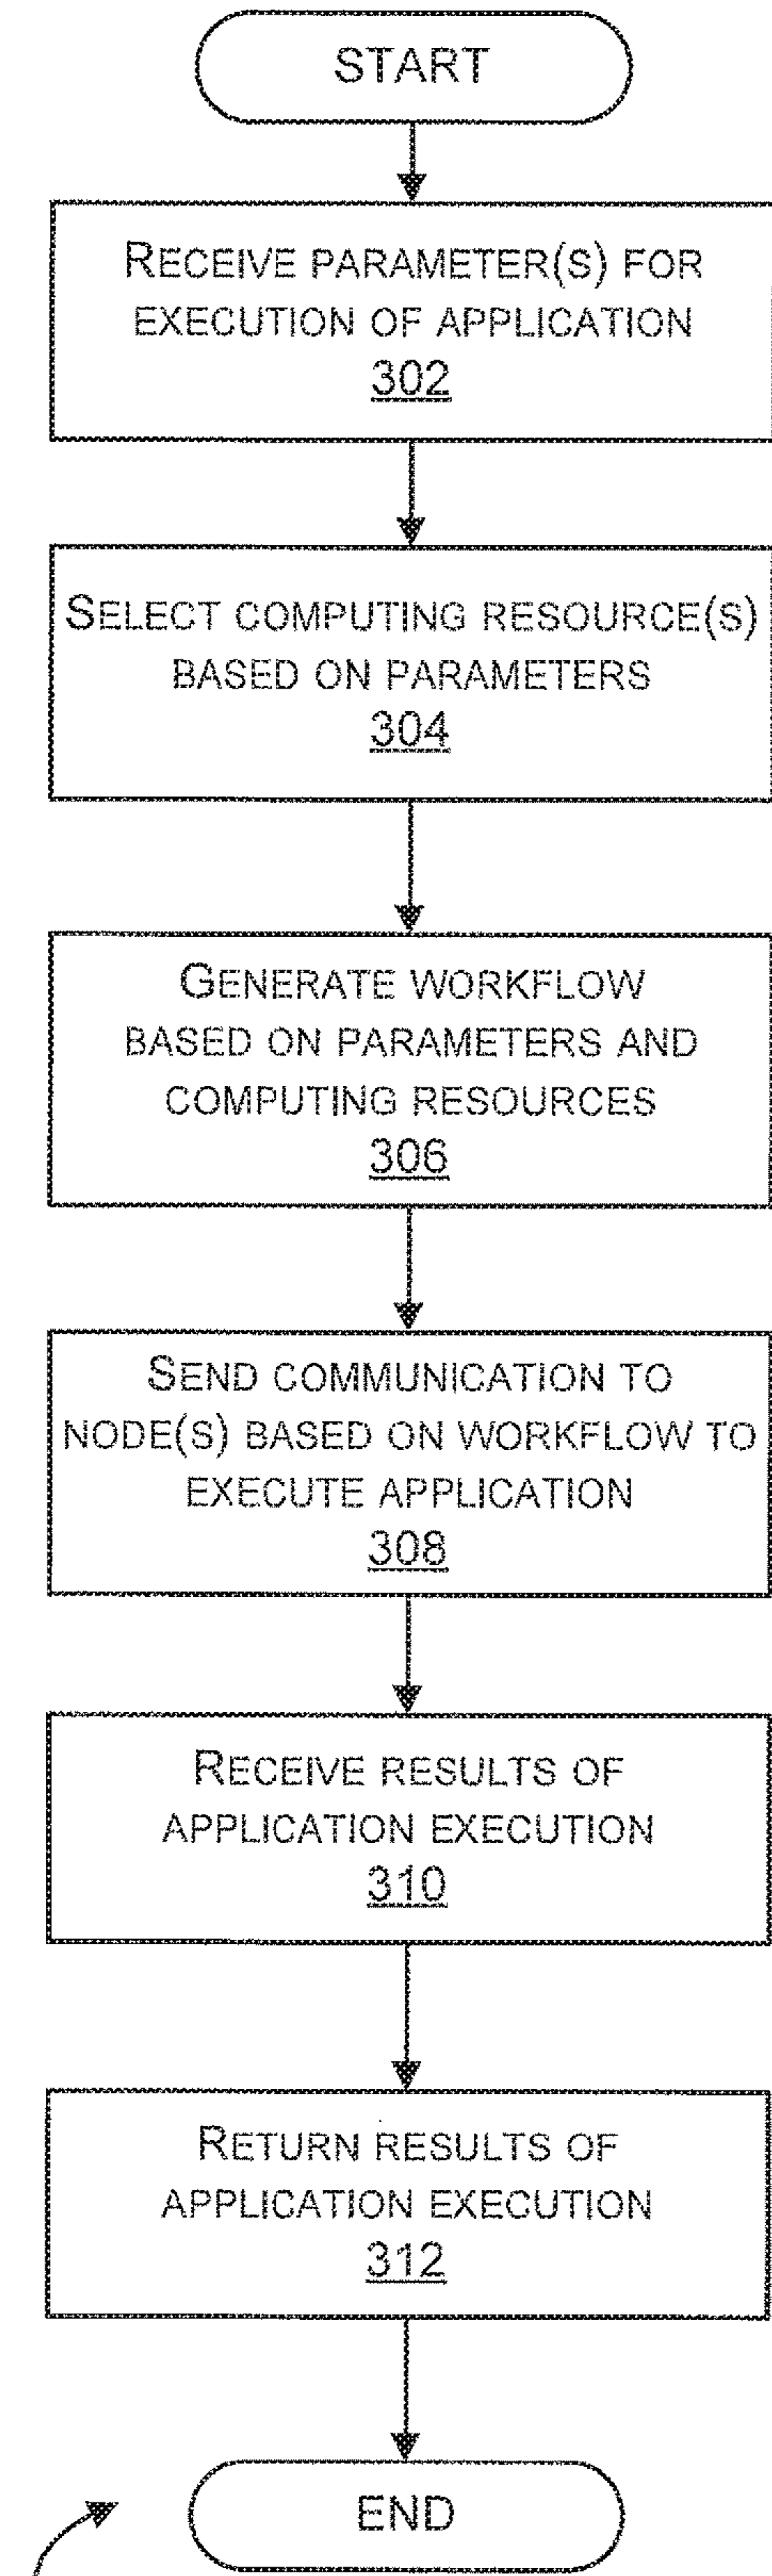 START
RECEIVE PARAMETER(S) FOR
EXECUTION OF APPLICATION
302
SELECT COMPUTING RESOURCE(S)
BASED ON PARAMETERS
304
GENERATE WORKFLOW
BASED ON PARAMETERS AND
COMPUTING RESOURCES
306
SEND COMMUNICATION TO
NODE(S) BASED ON WORKFLOW TO
EXECUTE APPLICATION
308
RECEIVE RESULTS OF
APPLICATION EXECUTION
310
RETURN RESULTS OF
APPLICATION EXECUTION
312
END